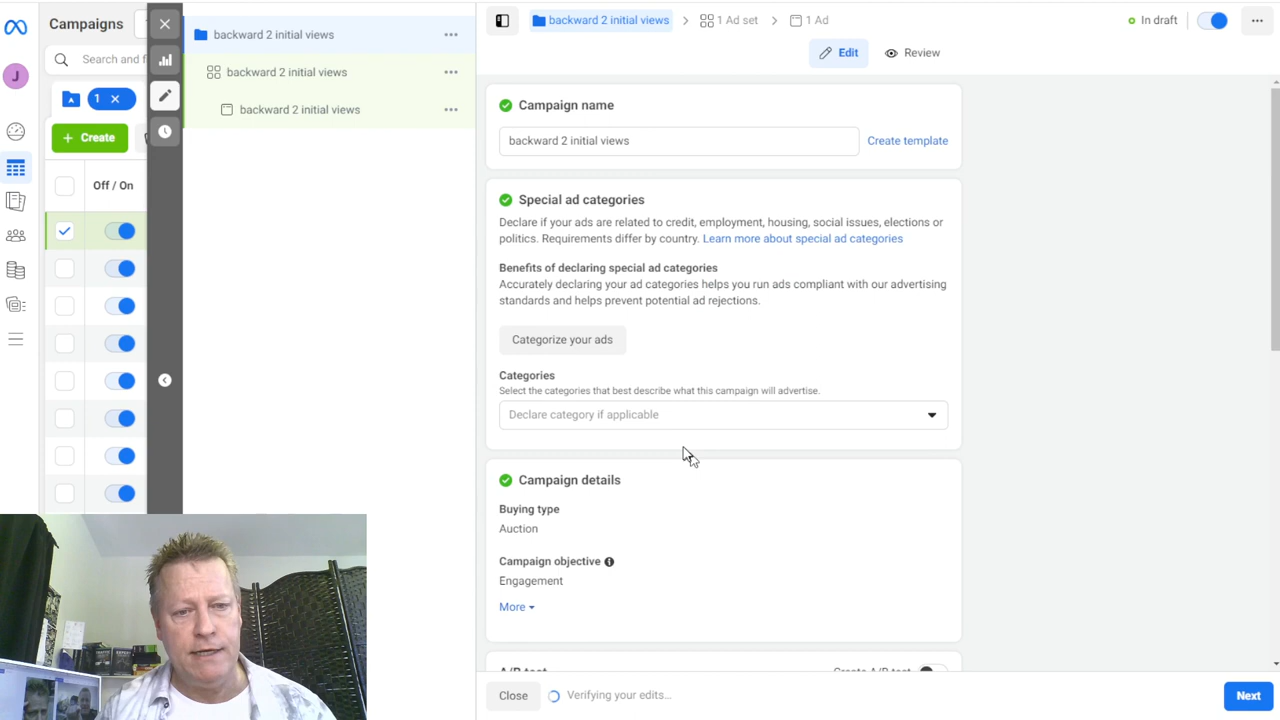 Campaigns
backward 2 initial views
backward 2 initial views
1 Ad set
1 Ad
In draft
Search and f
backward 2 initial views
Edit
Review
J
1
backward 2 initial views
Campaign name
+ Create
backward 2 initial views
Create template
Off / On
Special ad categories
Declare if your ads are related to credit, employment, housing, social issues, elections or
politics. Requirements differ by country. Learn more about special ad categories
Benefits of declaring special ad categories
Accurately declaring your ad categories helps you run ads compliant with our advertising
standards and helps prevent potential ad rejections.
Categorize your ads
Categories
Select the categories that best describe what this campaign will advertise.
Declare category if applicable
Campaign details
Buying type
Auction
Campaign objective
Engagement
More
Close
Verifying your edits...
Next